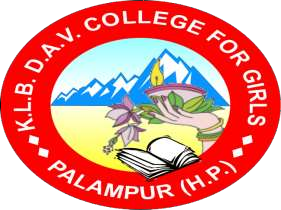 K.L.B. D.A.V. COLLEGE FOR GIRLS
PALAMPUR (H.P.)